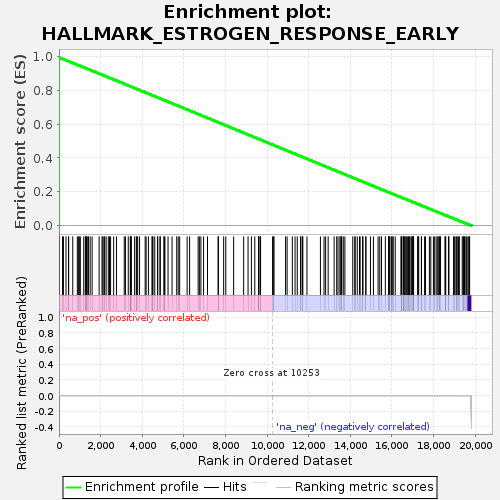 Enrichment plot:
HALLMARK_ESTROGEN_RESPONSE_EARLY
Enrichment score (ES)
1.0
0.8
0.6
0.4
0.2
0.0
Ranked list metric (PreRanked)
1.0
0.8
0.6
0.4
0.2
0.0
-0.2
-0.4
'na_pos' (positively correlated)
Zero cross at 10253
'na_neg' (negatively correlated)
0 2,000 4,000 6,000 8,000 10,000 12,000 14,000 16,000 18,000 20,000
Rank in Ordered Dataset
Enrichment profile Hits Ranking metric scores